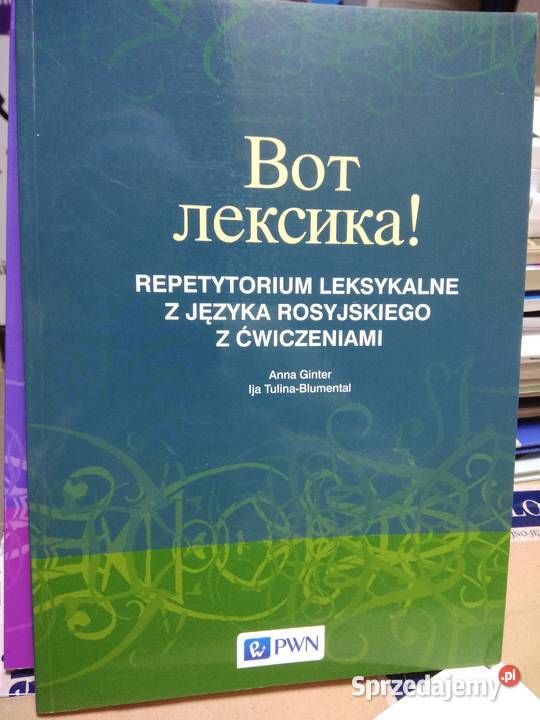 Вот
лексика!
REPETYTORIUM LEKSYKALNE
Z JĘZYKA ROSYJSKIEGO
Z ĆWICZENIAMI
Anna Ginter
Ija Tulina-Blumental
PWN
Sprzedajemy.pl